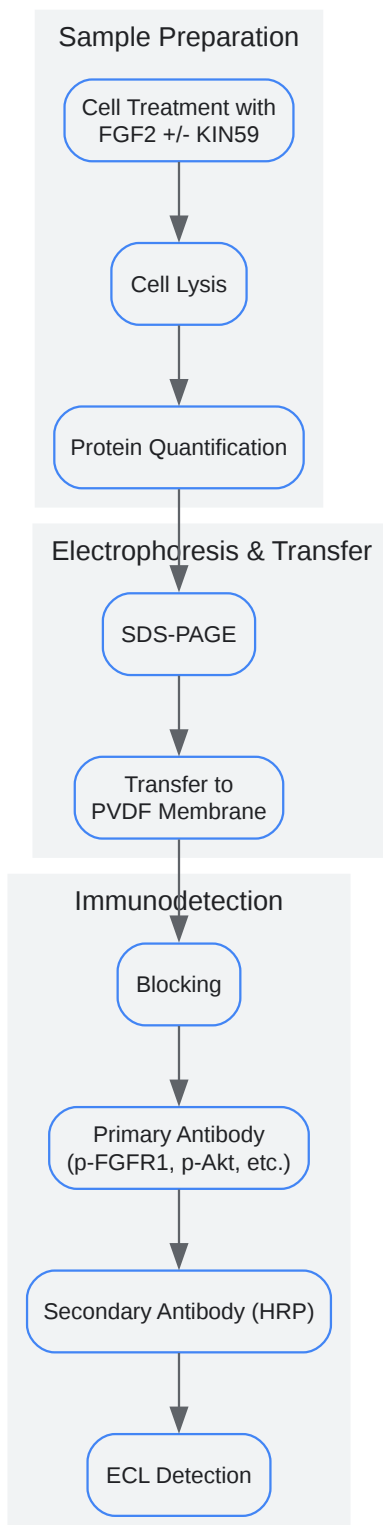 Sample Preparation
Cell Treatment with
FGF2 +/- KIN59
Cell Lysis
Protein Quantification
Electrophoresis & Transfer
SDS-PAGE
Transfer to
PVDF Membrane
Immunodetection
Blocking
Primary Antibody
(p-FGFR1, p-Akt, etc.)
Secondary Antibody (HRP)
ECL Detection